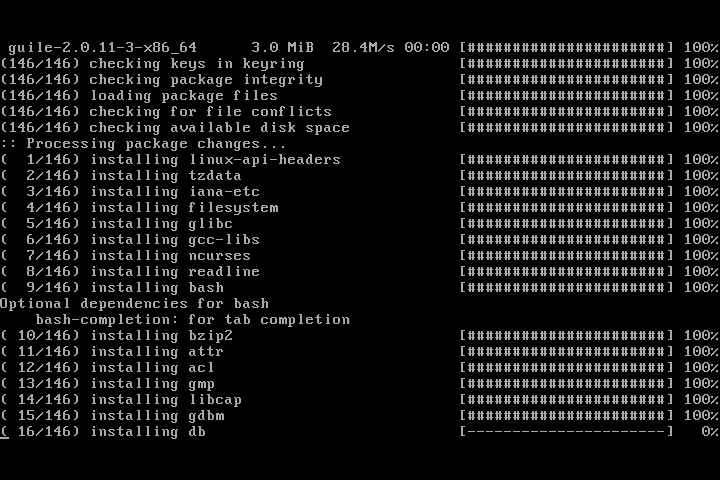 guile-2.0.11-3-x86_64      3.0 MiB  28.4M/s 00:00 [######################] 100%
(146/146) checking keys in keyring                 [######################] 100%
(146/146) checking package integrity               [######################] 100%
(146/146) loading package files                    [######################] 100%
(146/146) checking for file conflicts              [######################] 100%
(146/146) checking available disk space            [######################] 100%
:: Processing package changes...
(  1/146) installing linux-api-headers             [######################] 100%
(  2/146) installing tzdata                        [######################] 100%
(  3/146) installing iana-etc                      [######################] 100%
(  4/146) installing filesystem                    [######################] 100%
(  5/146) installing glibc                         [######################] 100%
(  6/146) installing gcc-libs                      [######################] 100%
(  7/146) installing ncurses                       [######################] 100%
(  8/146) installing readline                      [######################] 100%
(  9/146) installing bash                          [######################] 100%
Optional dependencies for bash
    bash-completion: for tab completion
( 10/146) installing bzip2                         [######################] 100%
( 11/146) installing attr                          [######################] 100%
( 12/146) installing acl                           [######################] 100%
( 13/146) installing gmp                           [######################] 100%
( 14/146) installing libcap                        [######################] 100%
( 15/146) installing gdbm                          [######################] 100%
( 16/146) installing db                            [----------------------]   0%